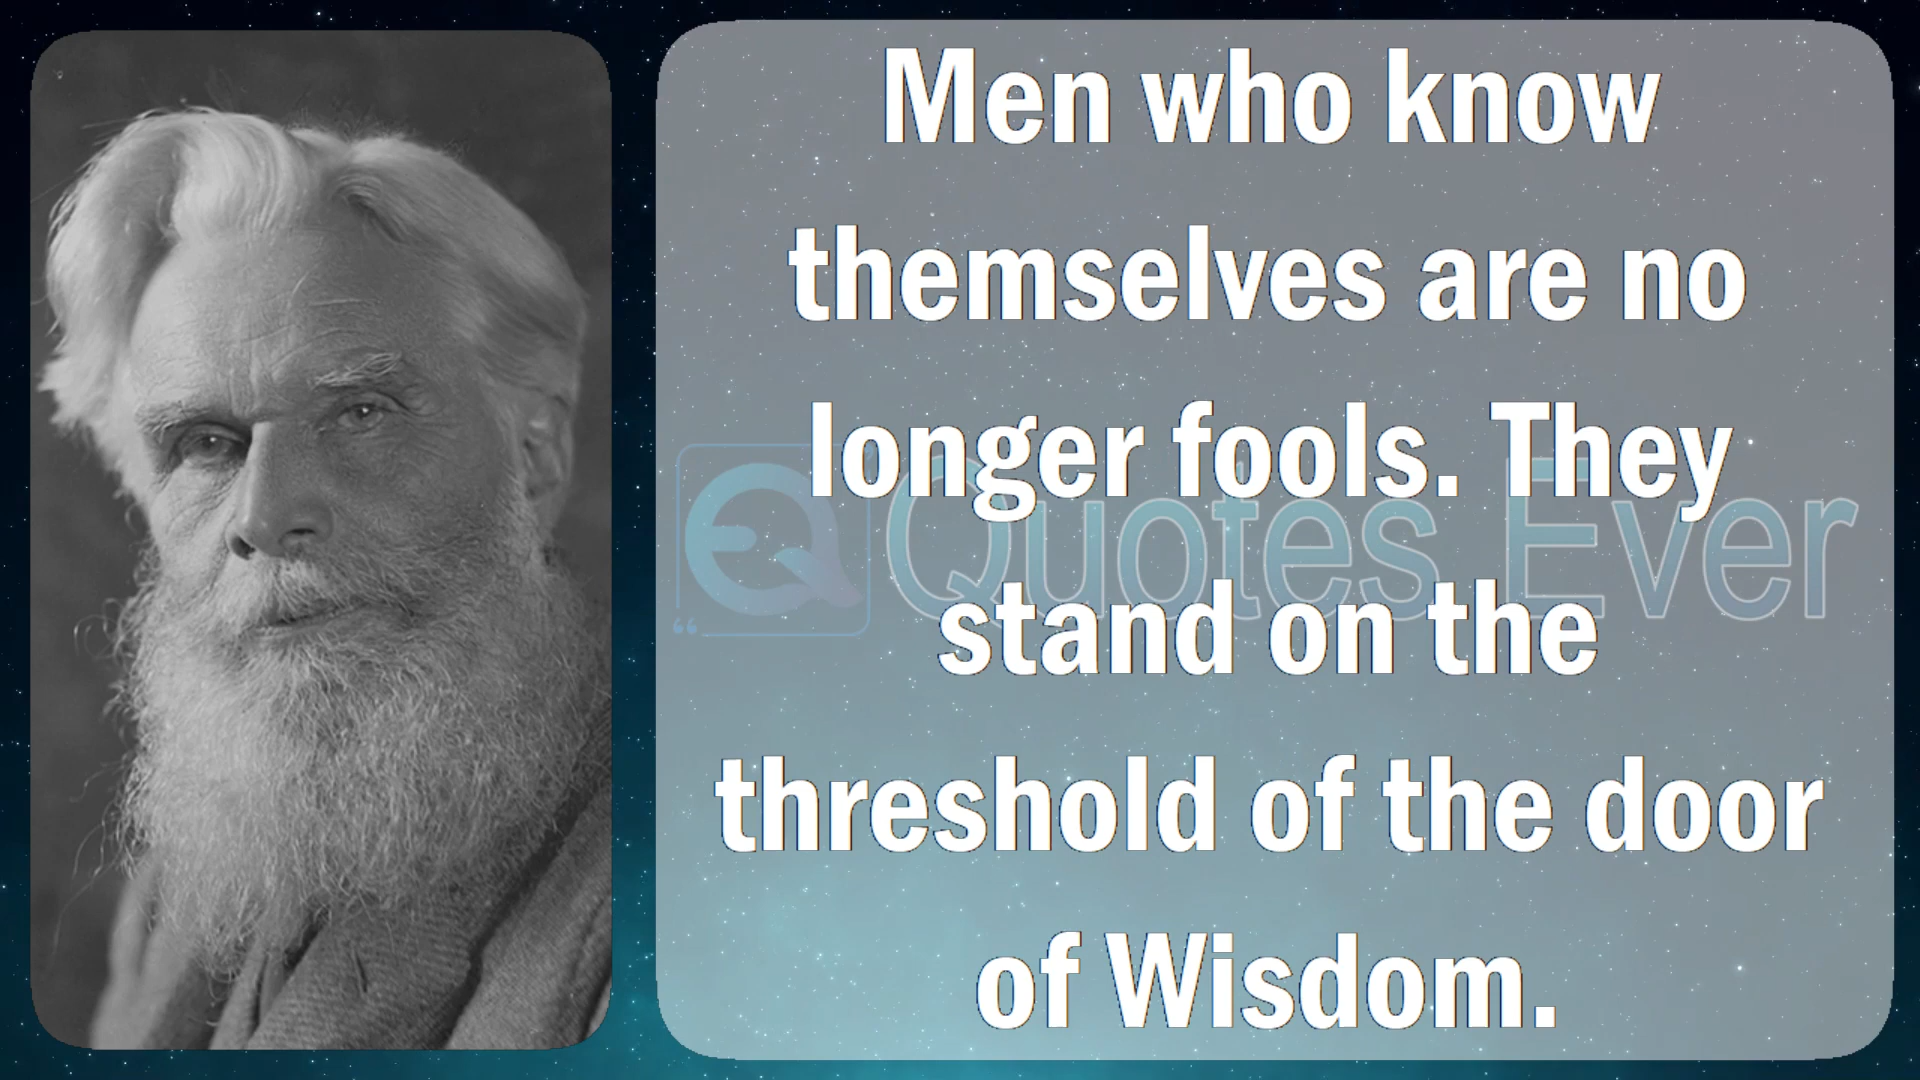 Men who know
themselves are no
longer fools. They
Quotes Ever
stand on the
threshold of the door
of Wisdom.